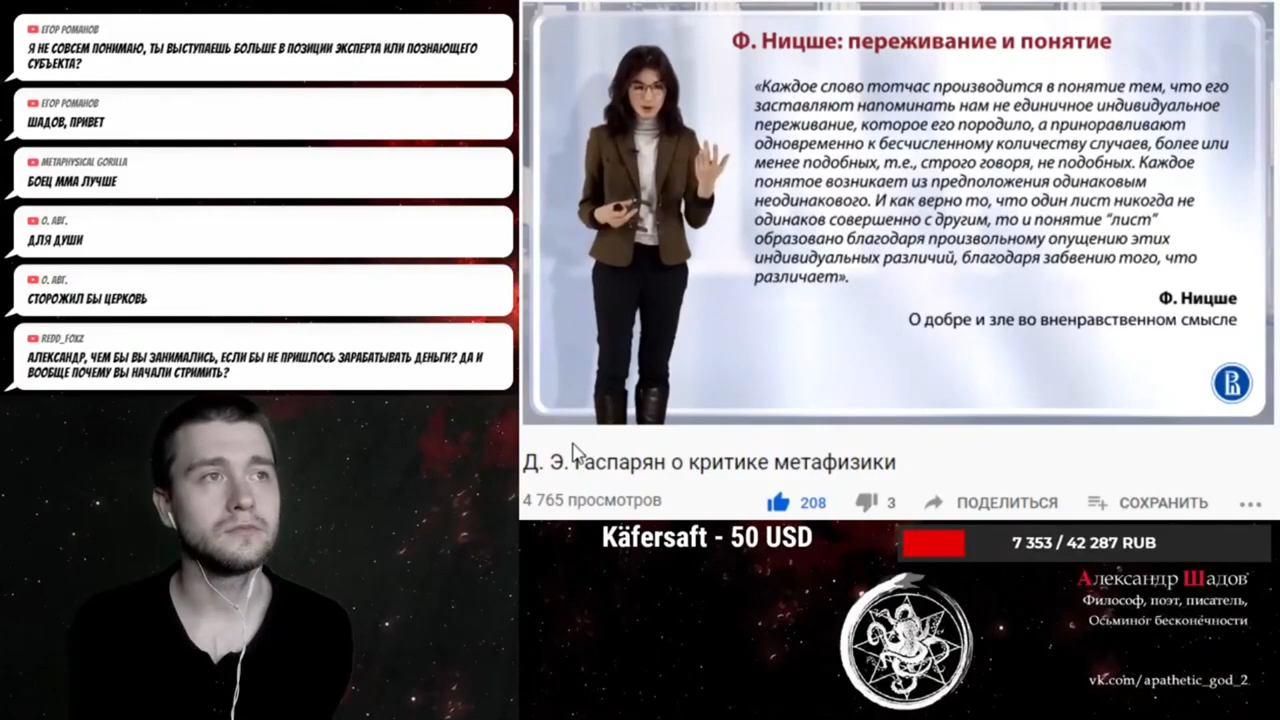 ЕГОР РОМАНОВ
Я НЕ СОВСЕМ ПОНИМАЮ, ТЫ ВЫСТУПАЕШЬ БОЛЬШЕ В ПОЗИЦИИ ЭКСПЕРТА ИЛИ ПОЗНАЮЩЕГО
СУБЪЕКТА?
ЕГОР РОМАНОВ
ШАДОВ, ПРИВЕТ
METAPHYSICAL GORILLA
БОЕЦ ММА ЛУЧШЕ
О. АВГ.
ДЛЯ ДУШИ
О. АВГ.
СТОРОЖИЛ БЫ ЦЕРКОВЬ
REDD_FOXZ
АЛЕКСАНДР, ЧЕМ БЫ ВЫ ЗАНИМАЛИСЬ, ЕСЛИ БЫ НЕ ПРИШЛОСЬ ЗАРАБАТЫВАТЬ ДЕНЬГИ? ДА И
ВООБЩЕ ПОЧЕМУ ВЫ НАЧАЛИ СТРИМИТЬ?
Ф. Ницше: переживание и понятие
«Каждое слово тотчас производится в понятие тем, что его
заставляют напоминать нам не единичное индивидуальное
переживание, которое его породило, а приноравливают
одновременно к бесчисленному количеству случаев, более или
менее подобных, т.е., строго говоря, не подобных. Каждое
понятое возникает из предположения одинаковым
неодинакового. И как верно то, что один лист никогда не
одинаков совершенно с другим, то и понятие “лист”
образовано благодаря произвольному опущению этих
индивидуальных различий, благодаря забвению того, что
различает».
Ф. Ницше
О добре и зле во вненравственном смысле
Д. Э. Гаспарян о критике метафизики
4 765 просмотров
208
3
ПОДЕЛИТЬСЯ
СОХРАНИТЬ
Käfersaft - 50 USD
7 353 / 42 287 RUB
Александр Шадов
Философ, поэт, писатель,
Осьминог бесконечности
vk.com/apathetic_god_2